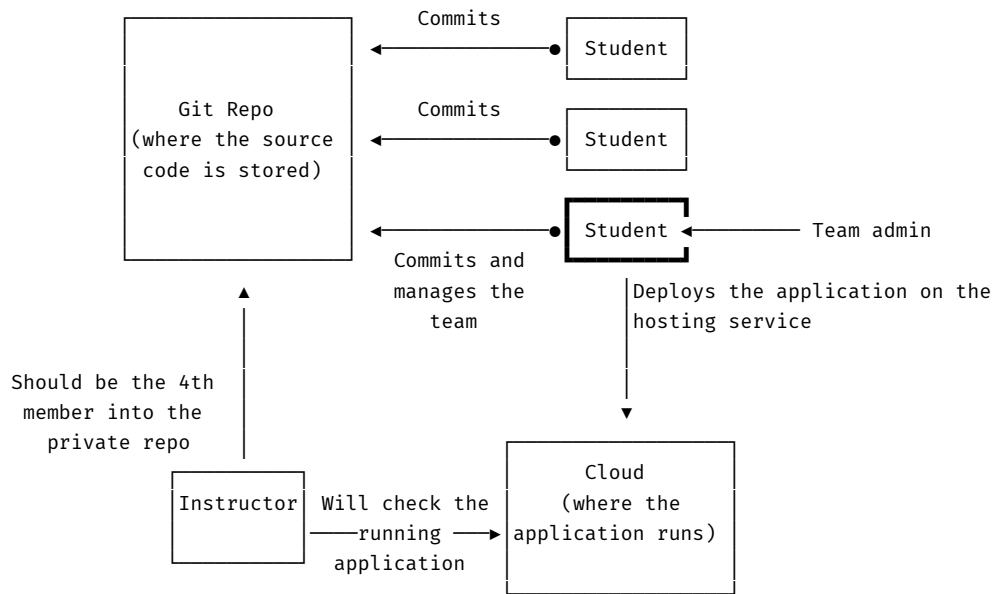 Commits
Student
Git Repo
(where the source
code is stored)
Commits
Student
Student
Team admin
Commits and
manages the
team
Deploys the application on the
hosting service
Should be the 4th
member into the
private repo
Instructor
Will check the
running
application
Cloud
(where the
application runs)